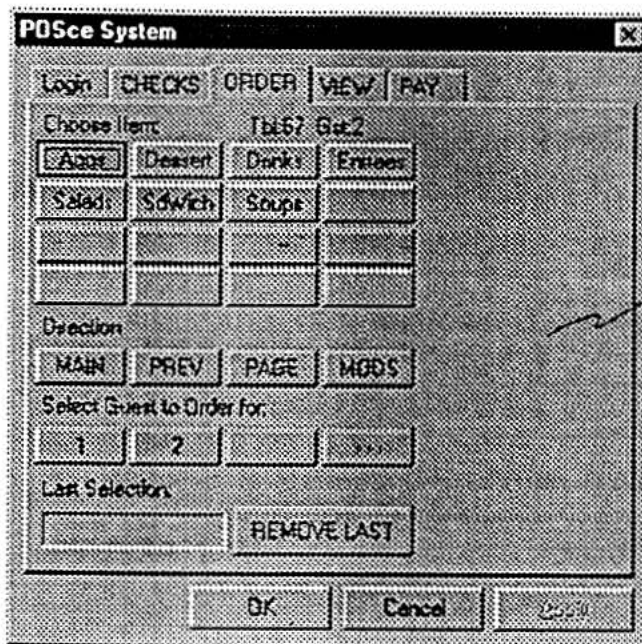 POSce System
Login CHECKS ORDER VIEW PAY
Choose Item: Tbl:67 Gst:2
Apps Dessert Drinks Entrees
Salads SdWich Soups
Direction
MAIN PREV PAGE MODS
Select Guest to Order for:
1 2 >>>
Last Selection:
REMOVE LAST
OK Cancel Apply